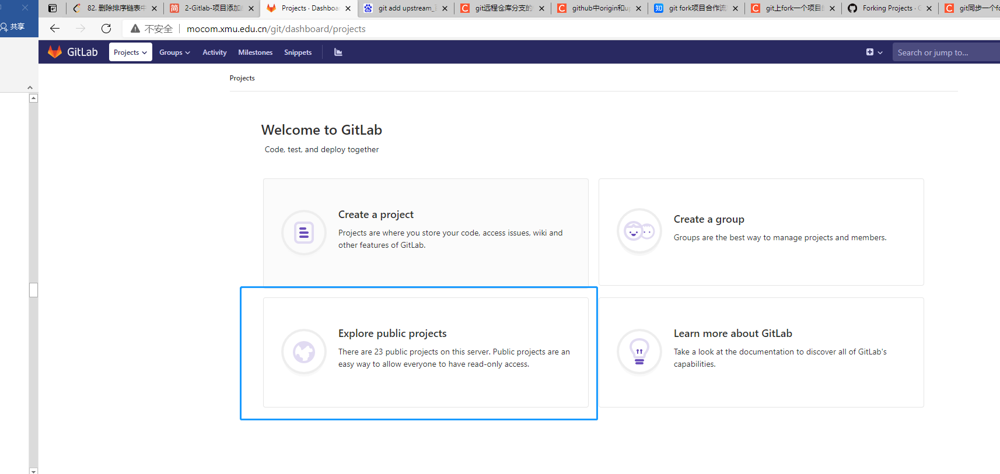 82. 删除排序链表中
2-Gitlab-项目添加
Projects · Dashboa
git add upstream_
git远程仓库分支的
github中origin和u
git fork项目合作流
git上fork一个项目
Forking Projects · G
git同步一个fo
共享
不安全
mocom.xmu.edu.cn/git/dashboard/projects
GitLab
Projects
Groups
Activity
Milestones
Snippets
Search or jump to...
Projects
Welcome to GitLab
Code, test, and deploy together
Create a project
Projects are where you store your code, access issues, wiki and
other features of GitLab.
Create a group
Groups are the best way to manage projects and members.
Explore public projects
There are 23 public projects on this server. Public projects are an
easy way to allow everyone to have read-only access.
Learn more about GitLab
Take a look at the documentation to discover all of GitLab's
capabilities.